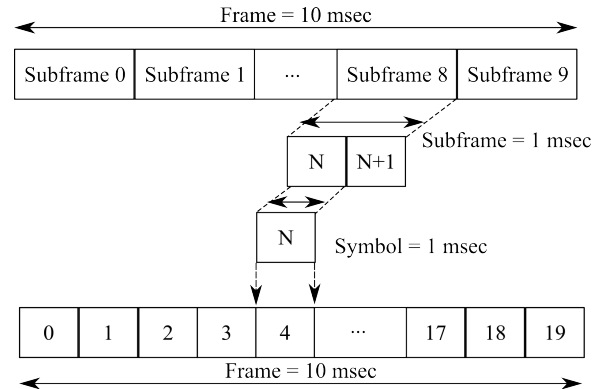 Frame = 10 msec
Subframe 0 Subframe 1 ... Subframe 8 Subframe 9
Subframe = 1 msec
N N+1
N
Symbol = 1 msec
0 1 2 3 4 ... 17 18 19
Frame = 10 msec